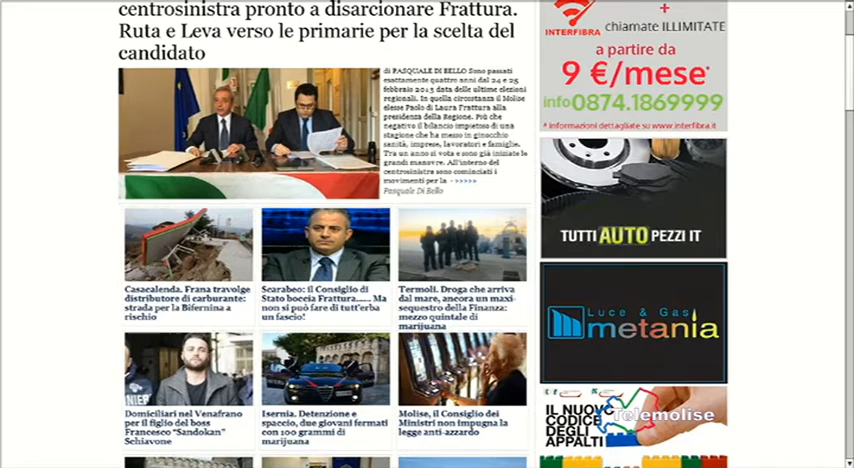 centrosinistra pronto a disarcionare Frattura.
Ruta e Leva verso le primarie per la scelta del
candidato
di PASQUALE DI BELLO Sono passati
esattamente quattro anni dal 24 e 25
febbraio 2013 data delle ultime elezioni
regionali. In quella circostanza il Molise
elesse Paolo di Laura Frattura alla
presidenza della Regione. Più che
negativo il bilancio impietoso di una
stagione che ha messo in ginocchio
sanità, imprese, lavoratori e famiglie.
Tra un anno si vota e sono già iniziate le
grandi manovre. All'interno del
centrosinistra sono cominciati i
movimenti per la - >>>>>
Pasquale Di Bello
Casacalenda. Frana travolge
distributore di carburante:
strada per la Bifernina a
rischio
Scarabeo: il Consiglio di
Stato boccia Frattura...... Ma
non si può fare di tutt'erba
un fascio!
Termoli. Droga che arriva
dal mare, ancora un maxi-
sequestro della Finanza:
mezzo quintale di
marijuana
Domiciliari nel Venafrano
per il figlio del boss
Francesco "Sandokan"
Schiavone
Isernia. Detenzione e
spaccio, due giovani fermati
con 100 grammi di
marijuana
Molise, il Consiglio dei
Ministri non impugna la
legge anti-azzardo
INTERFIBRA
+
chiamate ILLIMITATE
a partire da
9 €/mese*
info 0874.1869999
* informazioni dettagliate su www.interfibra.it
TUTTI AUTO PEZZI IT
Luce & Gas
metania
IL NUOVO
CODICE
DEGLI
APPALTI
Telemolise